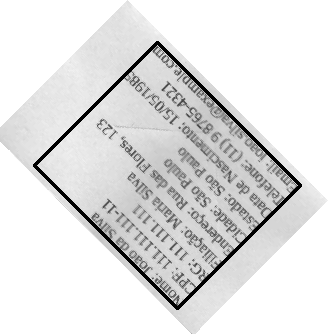 Nome: João da Silva
CPF: 111.111.111-11
RG: 111.111.111
Filiação: Maria Silva
Endereço: Rua das Flores, 123
Cidade: São Paulo
Estado: São Paulo
Data de Nascimento: 15/05/1985
Telefone: (11) 9 8765-4321
Email: joao.silva@example.com